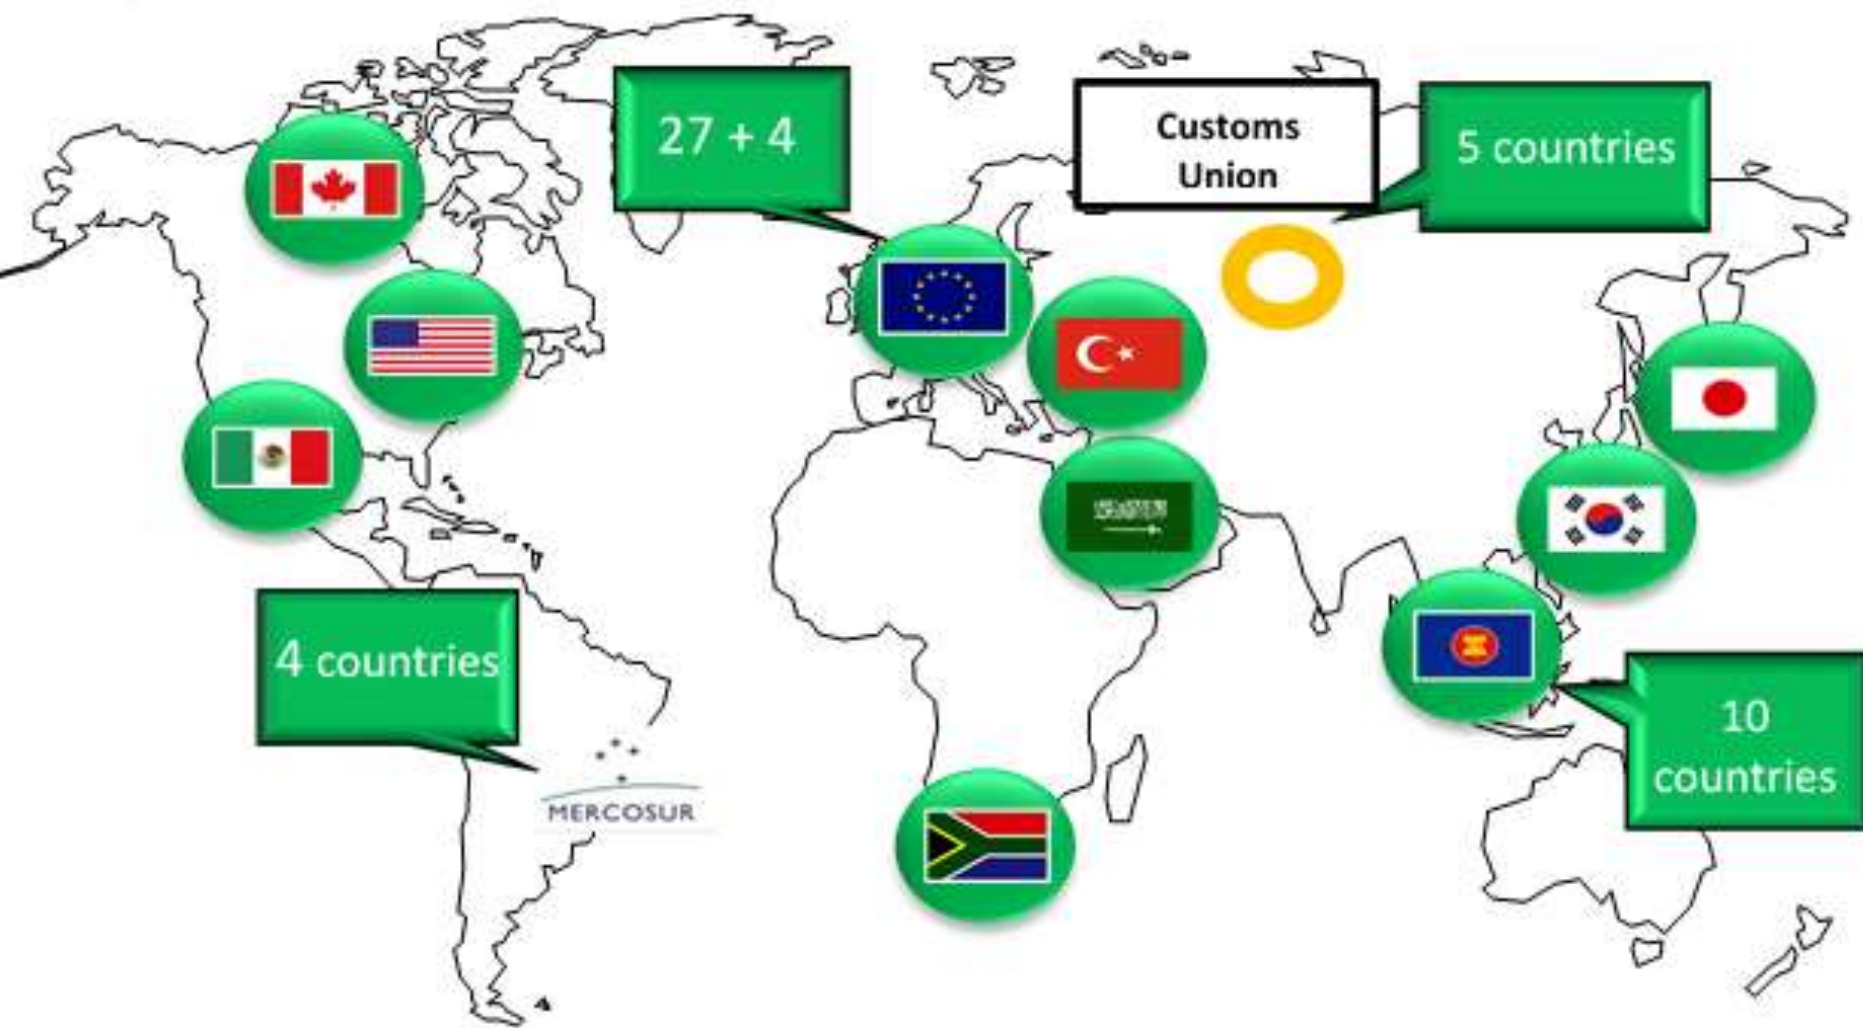 27 + 4
Customs
Union
5 countries
4 countries
MERCOSUR
10
countries